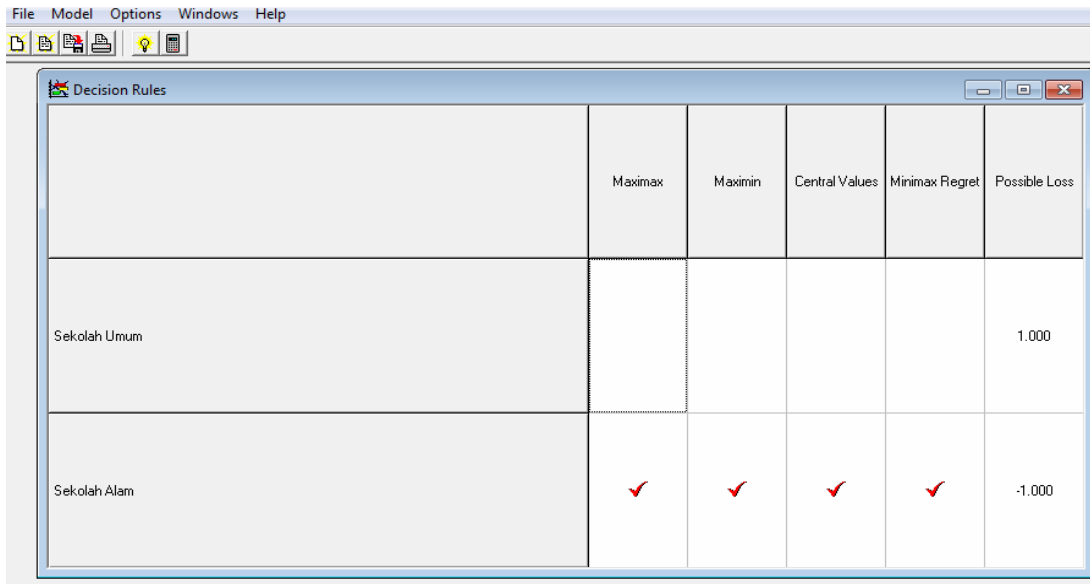 File Model Options Windows Help
Decision Rules
Maximax Maximin Central Values Minimax Regret Possible Loss
Sekolah Umum 1.000
Sekolah Alam -1.000